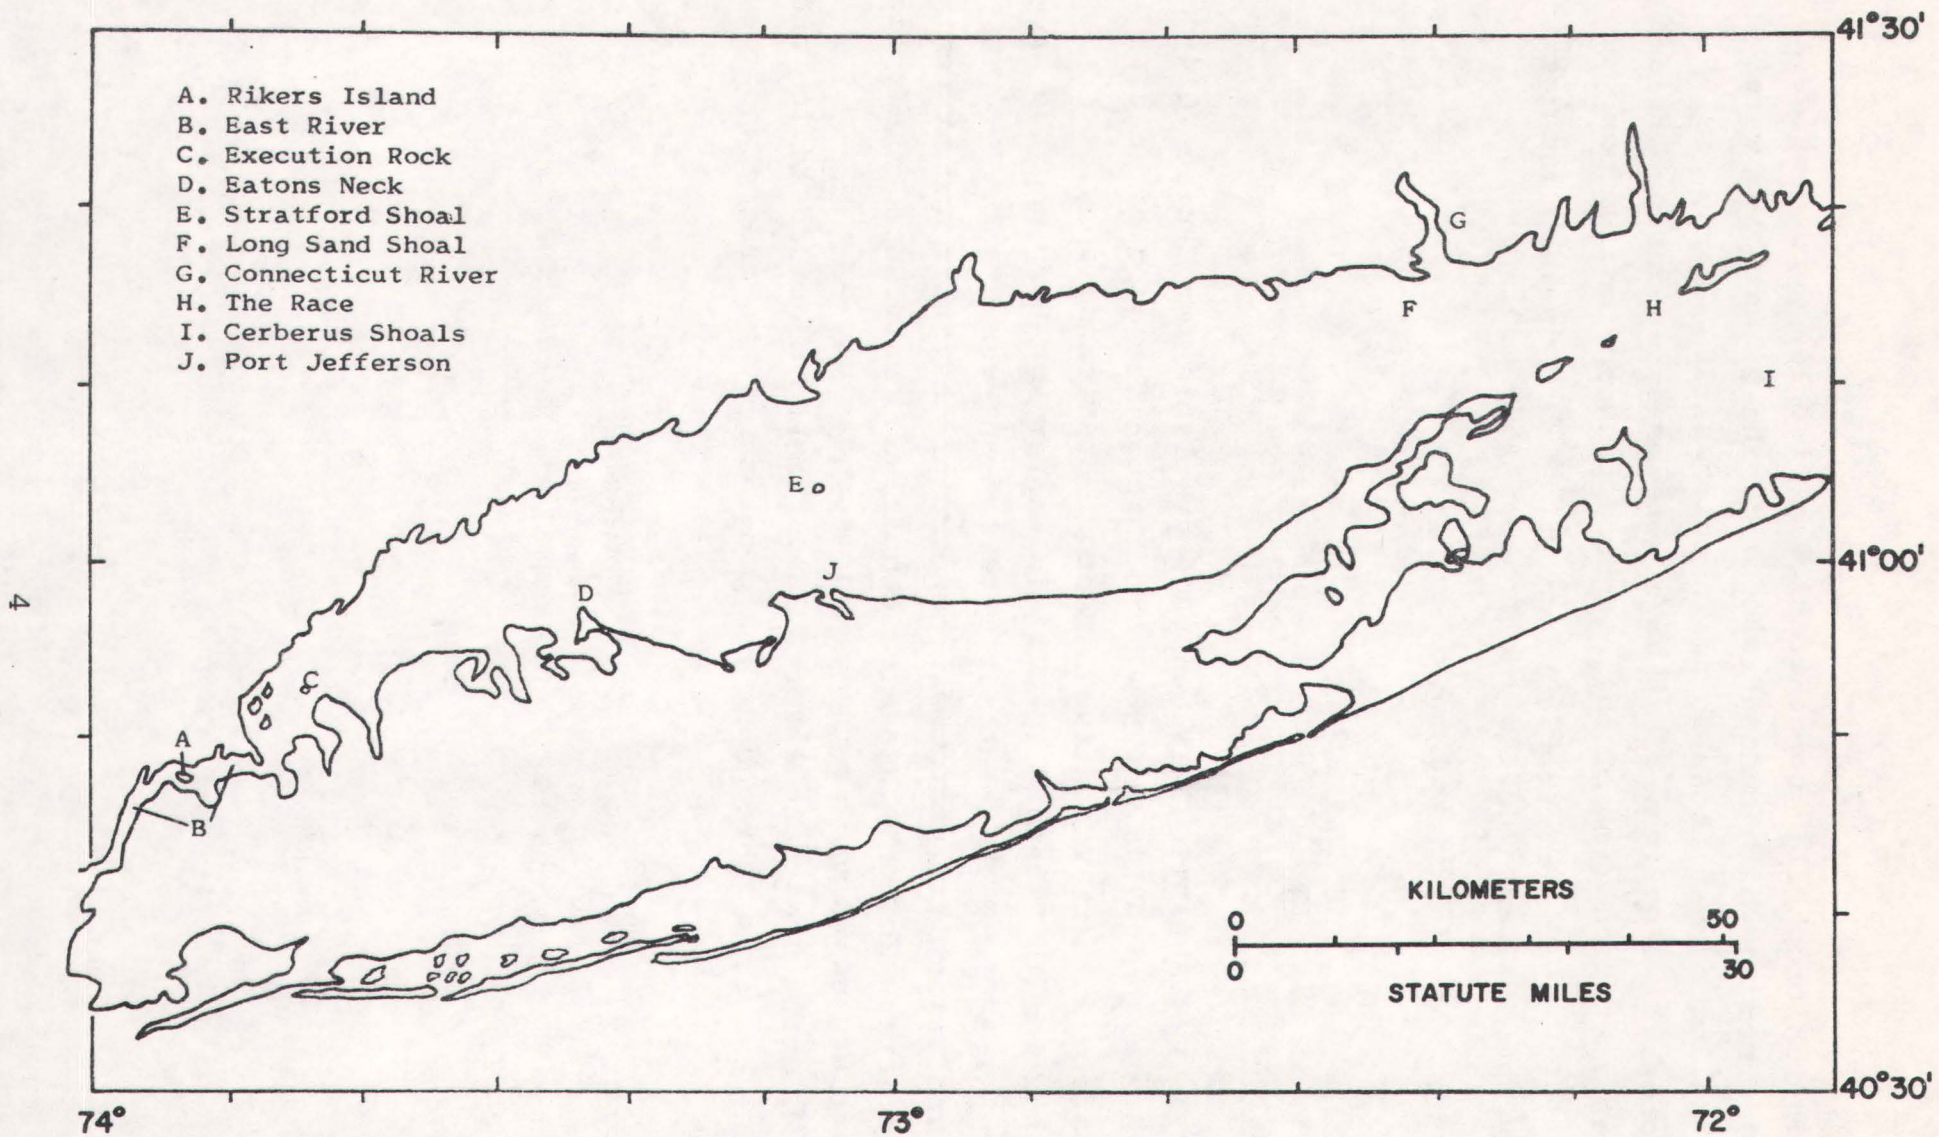 41°30'
A. Rikers Island
B. East River
C. Execution Rock
D. Eatons Neck
E. Stratford Shoal
F. Long Sand Shoal
G. Connecticut River
H. The Race
I. Cerberus Shoals
J. Port Jefferson
G
F
H
I
E
J
41°00'
D
4
C
A
B
KILOMETERS
0 50
0 30
STATUTE MILES
40°30'
74° 73° 72°